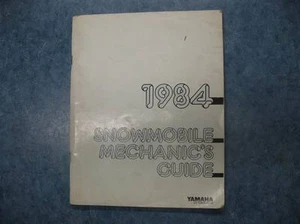 1984
SNOWMOBILE
MECHANIC'S
GUIDE
YAMAHA